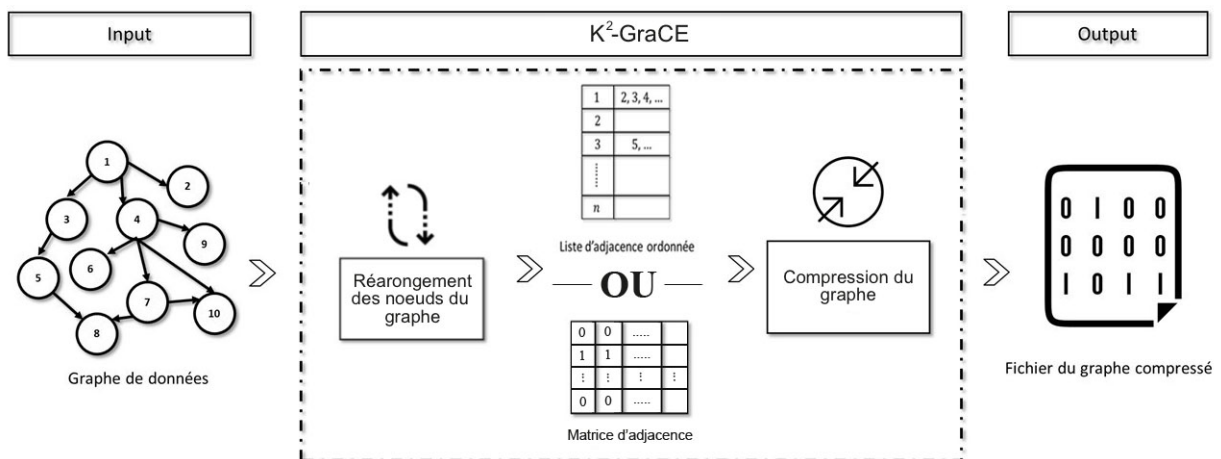 Input
K²-GraCE
Output
1
2
3
4
9
6
5
7
10
8
Graphe de données
Réarongement
des noeuds du
graphe
1 2, 3, 4, ...
2
3 5, ...
n
Liste d'adjacence ordonnée
OU
0 0 .....
1 1 .....
⋮ ⋮ ⋮ ⋮
0 0 .....
Matrice d'adjacence
Compression du
graphe
0 1 0 0
0 0 0 0
1 0 1 1
Fichier du graphe compressé